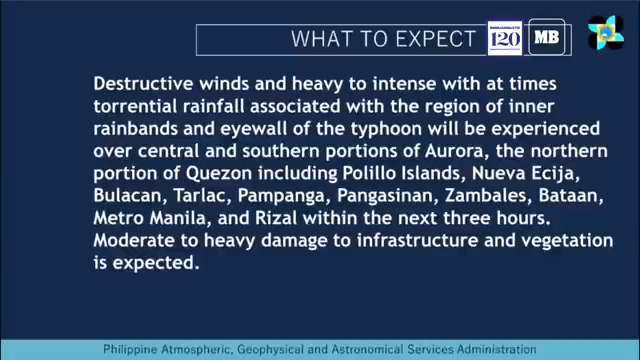 WHAT TO EXPECT
120
MB
Destructive winds and heavy to intense with at times
torrential rainfall associated with the region of inner
rainbands and eyewall of the typhoon will be experienced
over central and southern portions of Aurora, the northern
portion of Quezon including Polillo Islands, Nueva Ecija,
Bulacan, Tarlac, Pampanga, Pangasinan, Zambales, Bataan,
Metro Manila, and Rizal within the next three hours.
Moderate to heavy damage to infrastructure and vegetation
is expected.
Philippine Atmospheric, Geophysical and Astronomical Services Administration